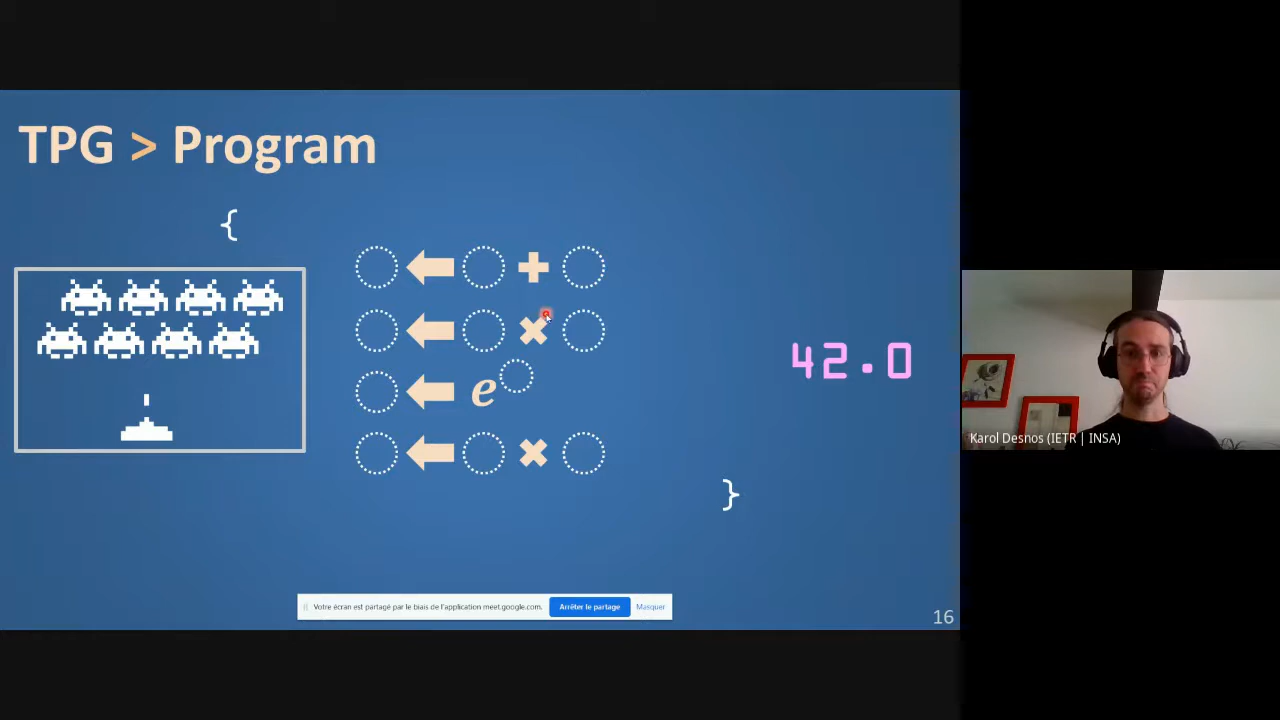 TPG > Program
{
e
42.0
}
Votre écran est partagé par le biais de l'application meet.google.com. Arrêter le partage Masquer
16
Karol Desnos (IETR | INSA)